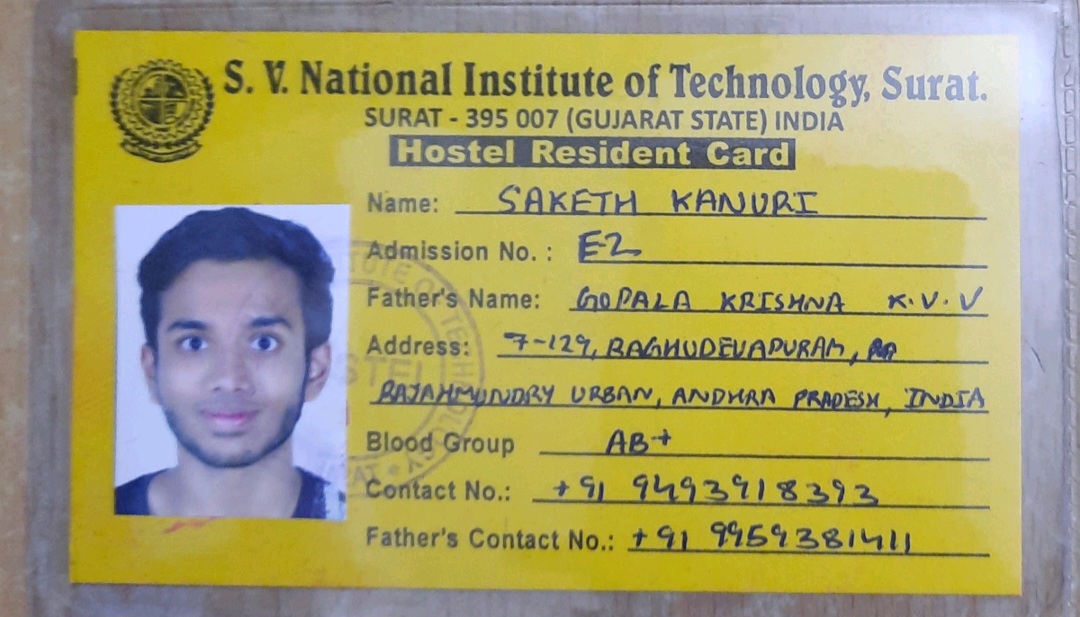 S. V. National Institute of Technology, Surat.
SURAT - 395 007 (GUJARAT STATE) INDIA
Hostel Resident Card
Name: SAKETH KANURI
Admission No. : E-2
Father's Name: GOPALA KRISHNA K.V.V
Address: 7-129, RAGHUDEVAPURAM,
RAJAHMUNDRY URBAN, ANDHRA PRADESH, INDIA
Blood Group AB+
Contact No.: +91 9493918393
Father's Contact No.: +91 9959381411